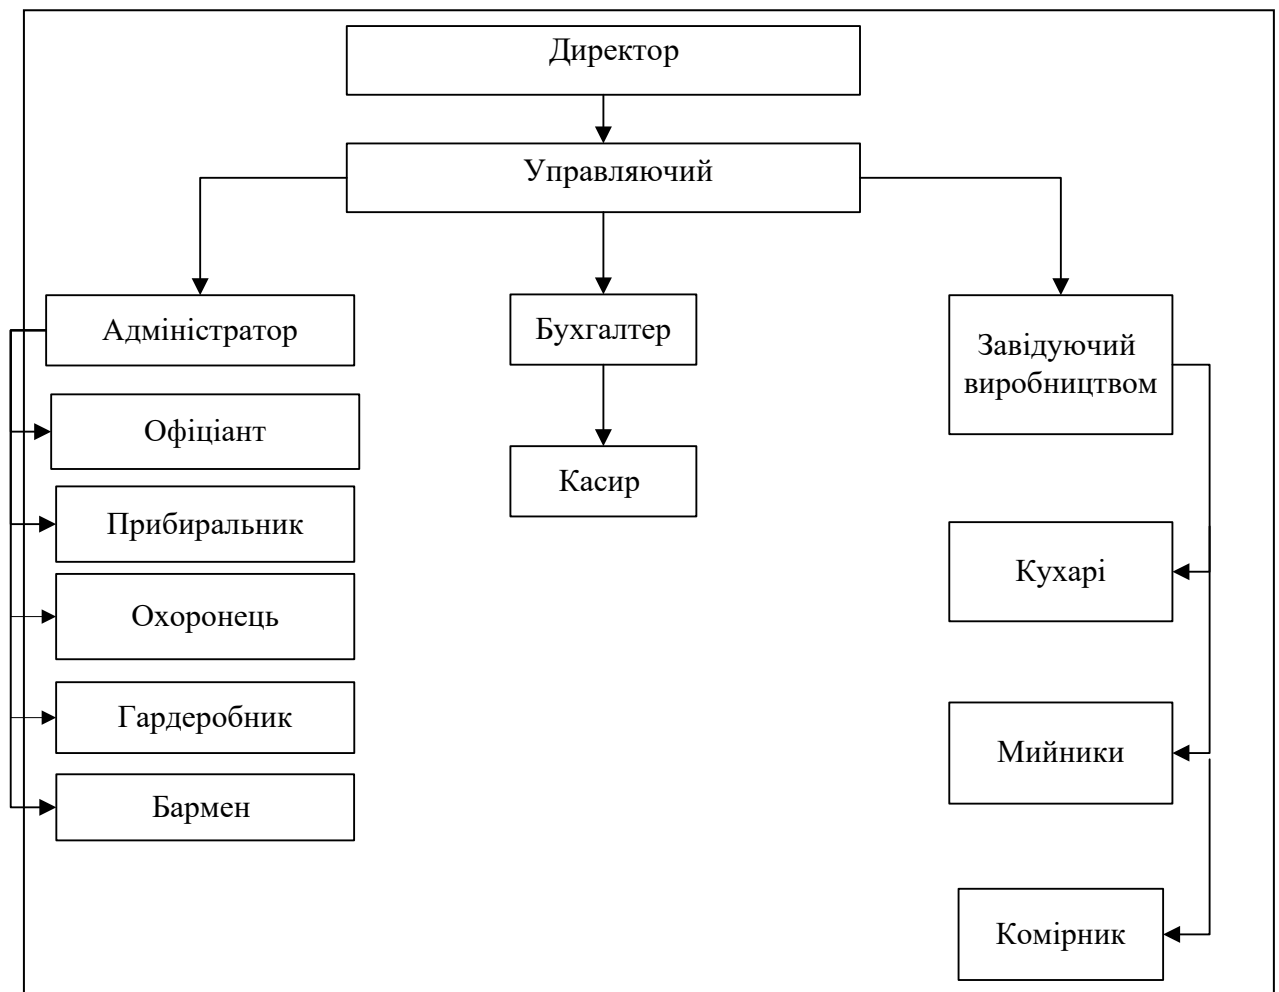 Директор
Управляючий
Адміністратор
Бухгалтер
Завідуючий
виробництвом
Офіціант
Касир
Прибиральник
Кухарі
Охоронець
Гардеробник
Мийники
Бармен
Комірник